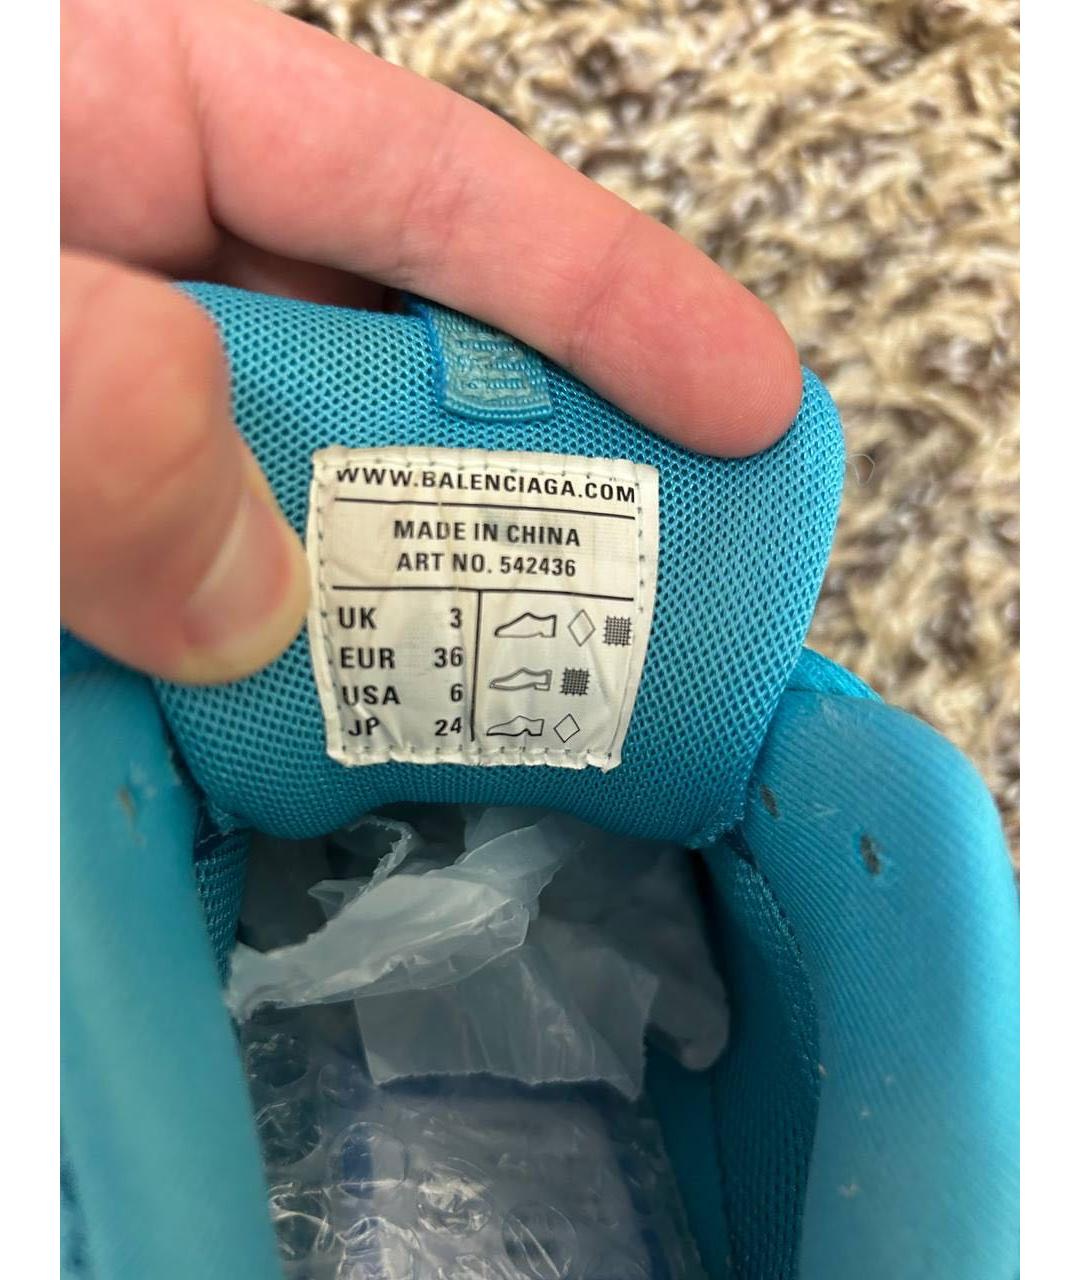 WWW.BALENCIAGA.COM
MADE IN CHINA
ART NO. 542436
UK 3
EUR 36
USA 6
JP 24